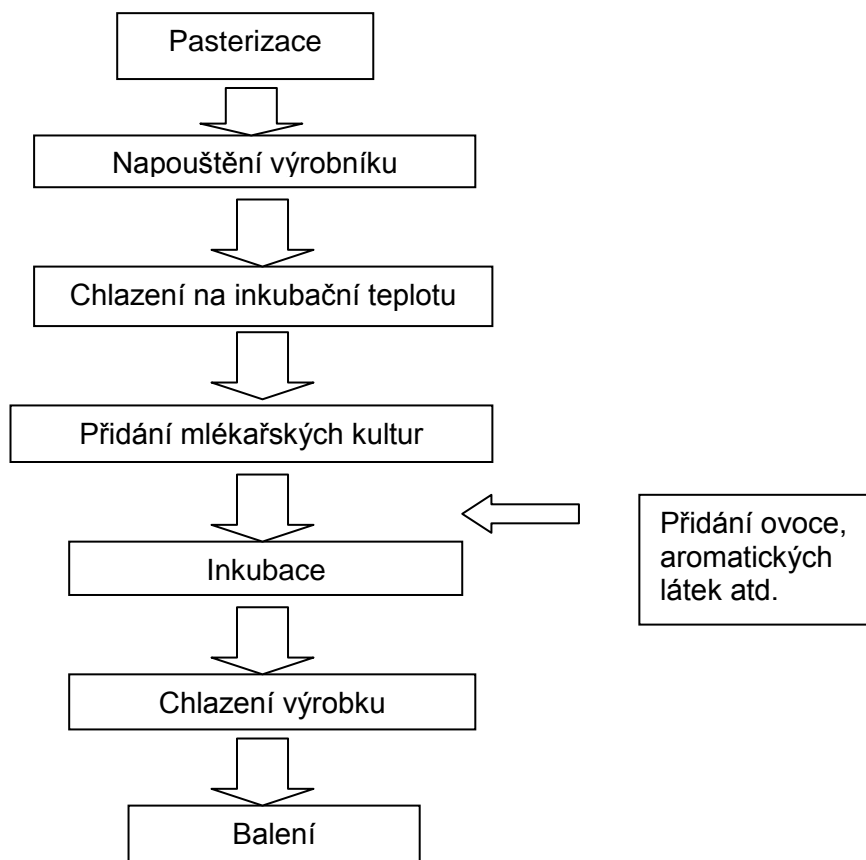 Pasterizace
Napouštění výrobníku
Chlazení na inkubační teplotu
Přidání mlékařských kultur
Přidání ovoce,
aromatických
látek atd.
Inkubace
Chlazení výrobku
Balení